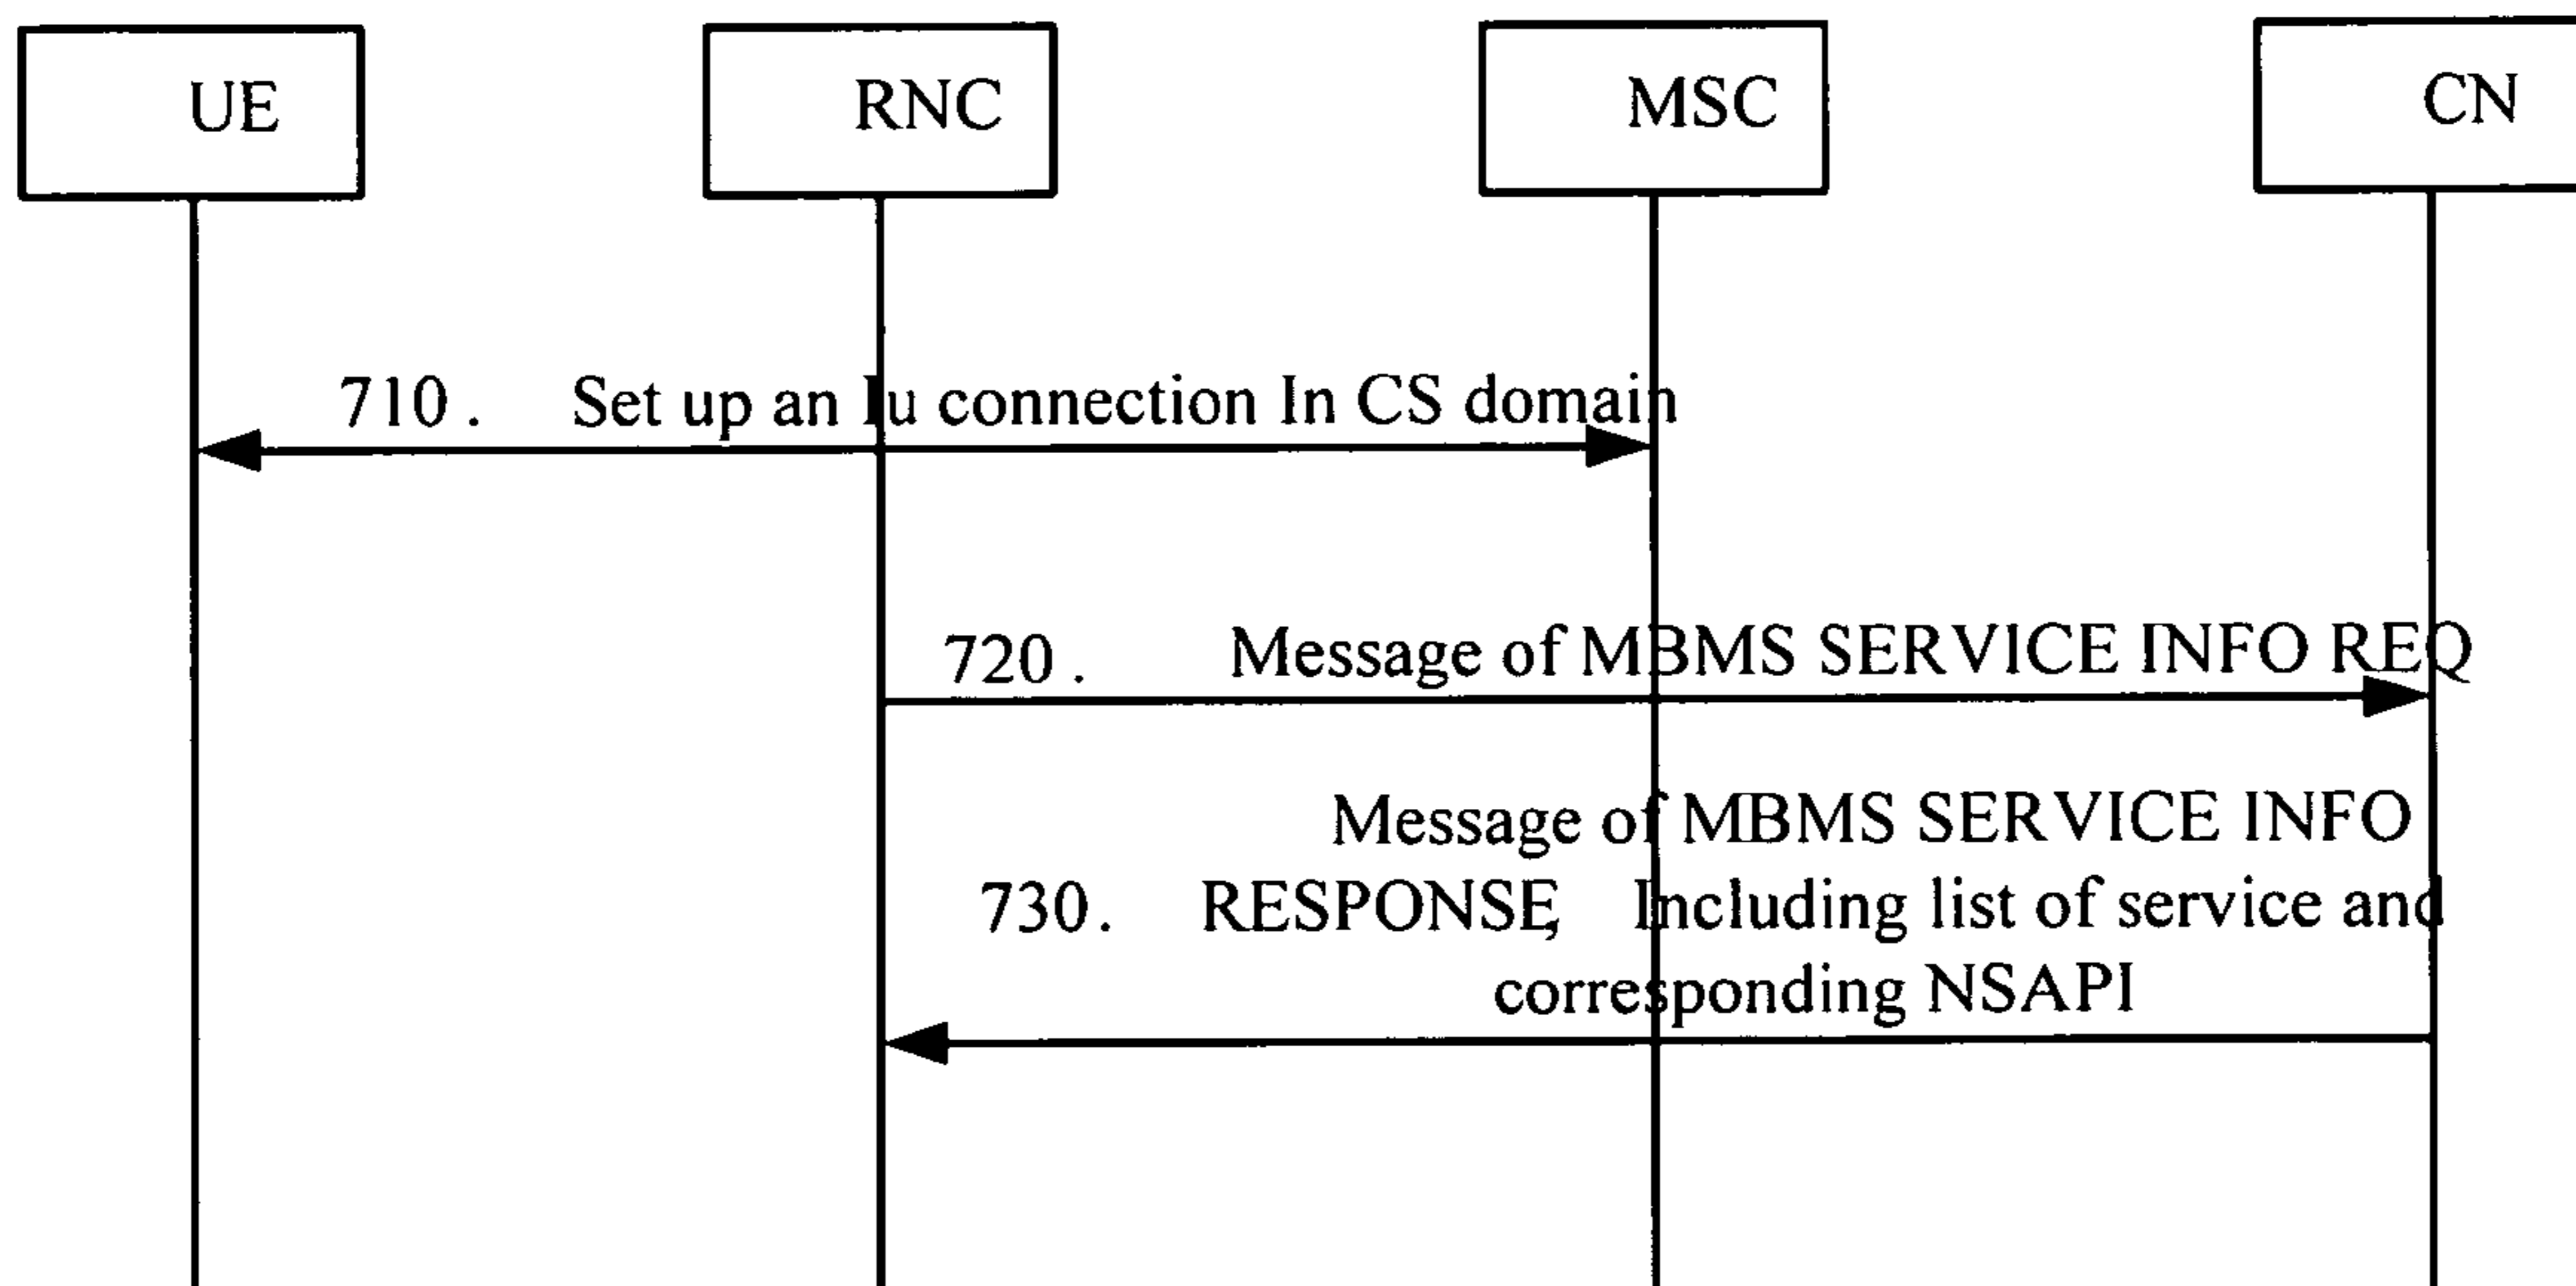 UE RNC MSC CN
710. Set up an Iu connection In CS domain
720. Message of MBMS SERVICE INFO REQ
Message of MBMS SERVICE INFO
730. RESPONSE, Including list of service and
corresponding NSAPI